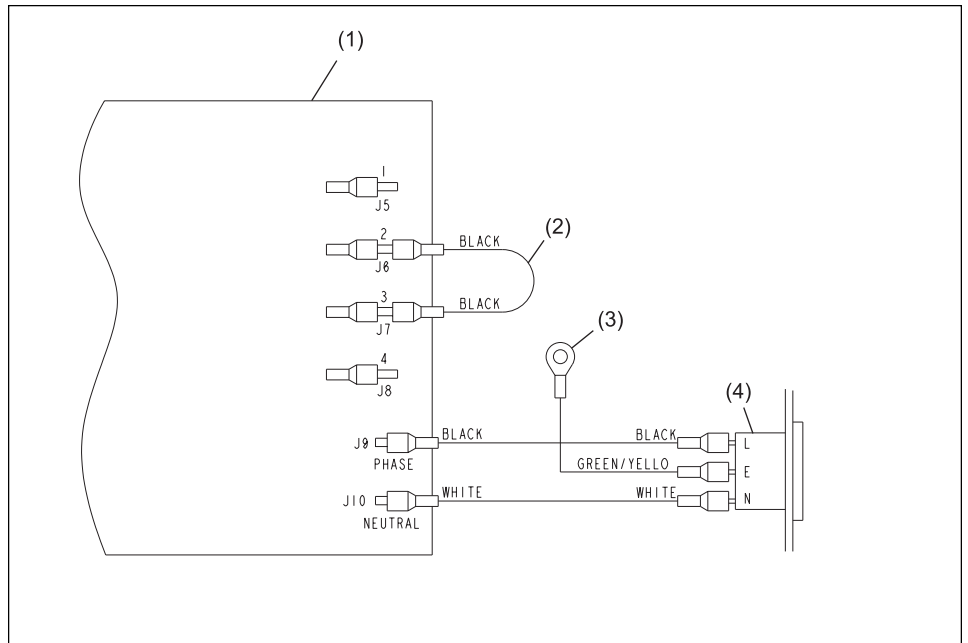 (1)
1
J5
2
BLACK
(2)
J6
3
BLACK
J7
(3)
4
J8
(4)
J9
BLACK
BLACK
L
PHASE
GREEN/YELLO
E
J10
WHITE
WHITE
N
NEUTRAL